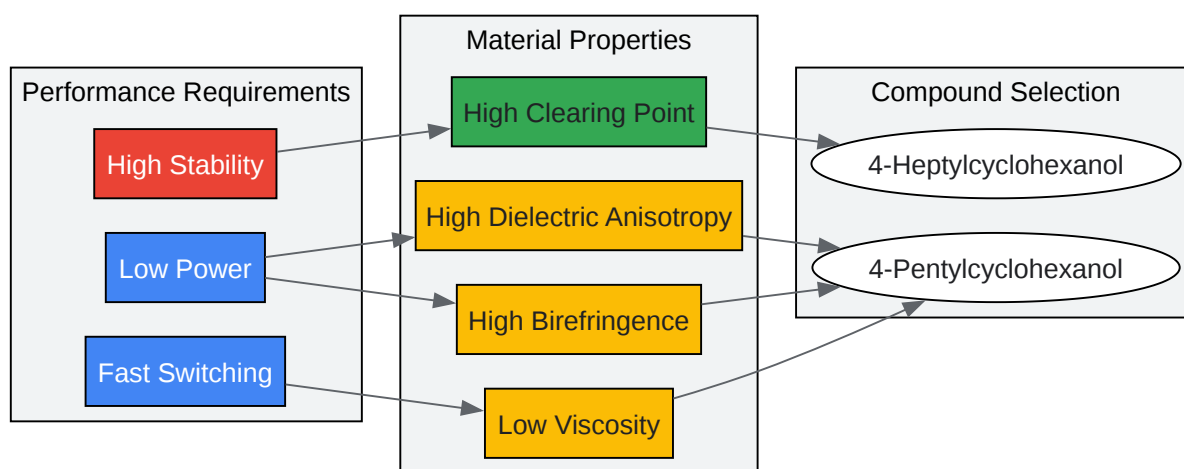 Performance Requirements
High Stability
Low Power
Fast Switching
Material Properties
High Clearing Point
High Dielectric Anisotropy
High Birefringence
Low Viscosity
Compound Selection
4-Heptylcyclohexanol
4-Pentylcyclohexanol